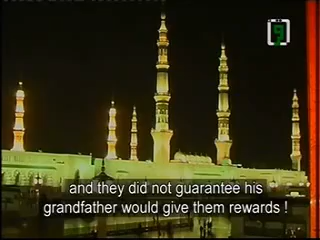 and they did not guarantee his
grandfather would give them rewards !